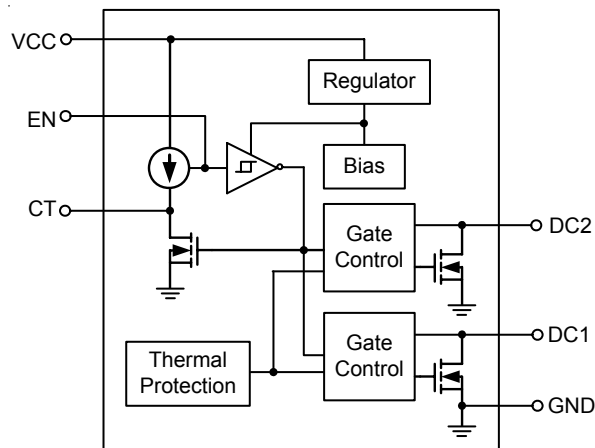 VCC
Regulator
EN
Bias
CT
DC2
Gate
Control
DC1
Gate
Control
Thermal
Protection
GND